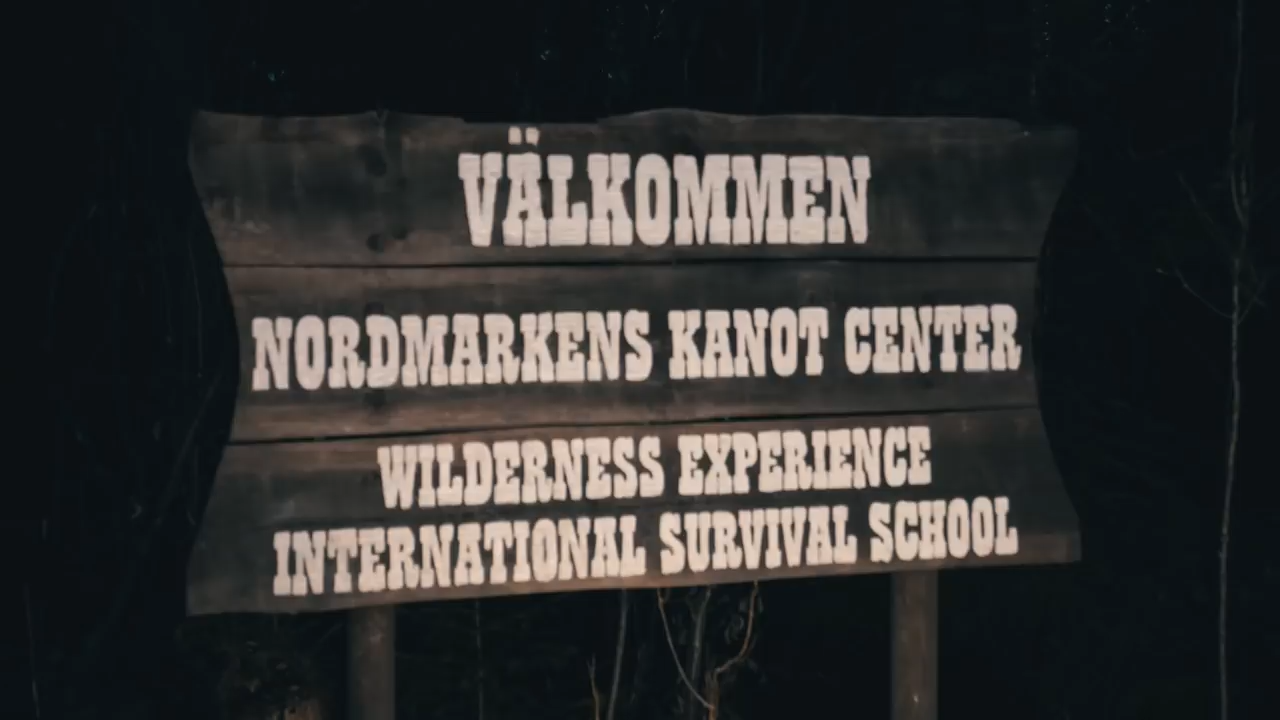 VÄLKOMMEN
NORDMARKENS KANOT CENTER
WILDERNESS EXPERIENCE
INTERNATIONAL SURVIVAL SCHOOL